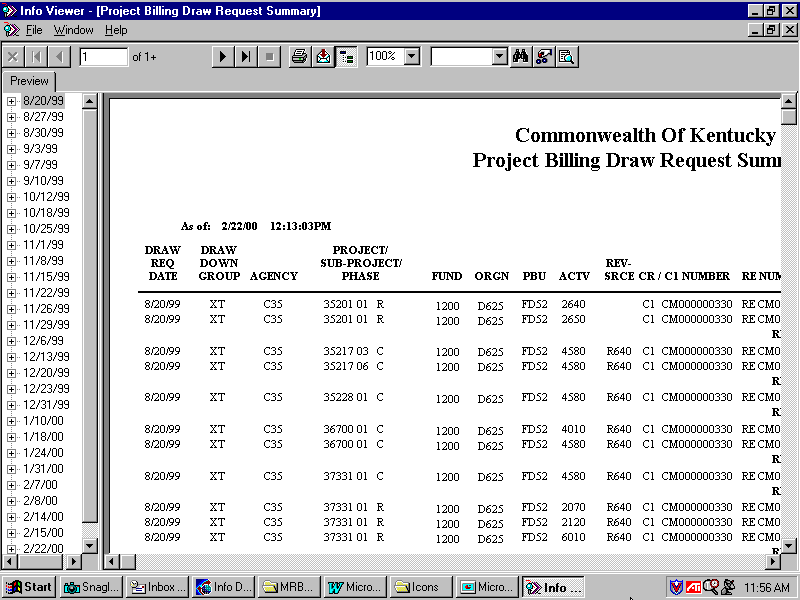 Info Viewer - [Project Billing Draw Request Summary]
File Window Help
1 of 1+ 100%
Preview
8/20/99
8/27/99
8/30/99
9/3/99
9/7/99
9/10/99
10/12/99
10/18/99
10/25/99
11/1/99
11/8/99
11/15/99
11/22/99
11/26/99
11/29/99
12/6/99
12/13/99
12/20/99
12/23/99
12/31/99
1/10/00
1/18/00
1/24/00
1/31/00
2/7/00
2/8/00
2/14/00
2/15/00
2/22/00
Commonwealth Of Kentucky
Project Billing Draw Request Summ
As of: 2/22/00 12:13:03PM
DRAW DRAW PROJECT/
REQ DOWN SUB-PROJECT/ REV-
DATE GROUP AGENCY PHASE FUND ORGN PBU ACTV SRCE CR / C1 NUMBER RE NUM
8/20/99 XT C35 35201 01 R 1200 D625 FD52 2640 C1 CM000000330 RE CM0
8/20/99 XT C35 35201 01 R 1200 D625 FD52 2650 C1 CM000000330 RE CM0
RE
8/20/99 XT C35 35217 03 C 1200 D625 FD52 4580 R640 C1 CM000000330 RE CM0
8/20/99 XT C35 35217 06 C 1200 D625 FD52 4580 R640 C1 CM000000330 RE CM0
RE
8/20/99 XT C35 35228 01 C 1200 D625 FD52 4580 R640 C1 CM000000330 RE CM0
RE
8/20/99 XT C35 36700 01 C 1200 D625 FD52 4010 R640 C1 CM000000330 RE CM0
8/20/99 XT C35 36700 01 C 1200 D625 FD52 4580 R640 C1 CM000000330 RE CM0
RE
8/20/99 XT C35 37331 01 C 1200 D625 FD52 4580 R640 C1 CM000000330 RE CM0
RE
8/20/99 XT C35 37331 01 R 1200 D625 FD52 2070 R640 C1 CM000000330 RE CM0
8/20/99 XT C35 37331 01 R 1200 D625 FD52 2120 R640 C1 CM000000330 RE CM0
8/20/99 XT C35 37331 01 R 1200 D625 FD52 6010 R640 C1 CM000000330 RE CM0
Start Snagl... Inbox ... Info D... MRB... Micro... Icons Micro... Info ... 11:56 AM